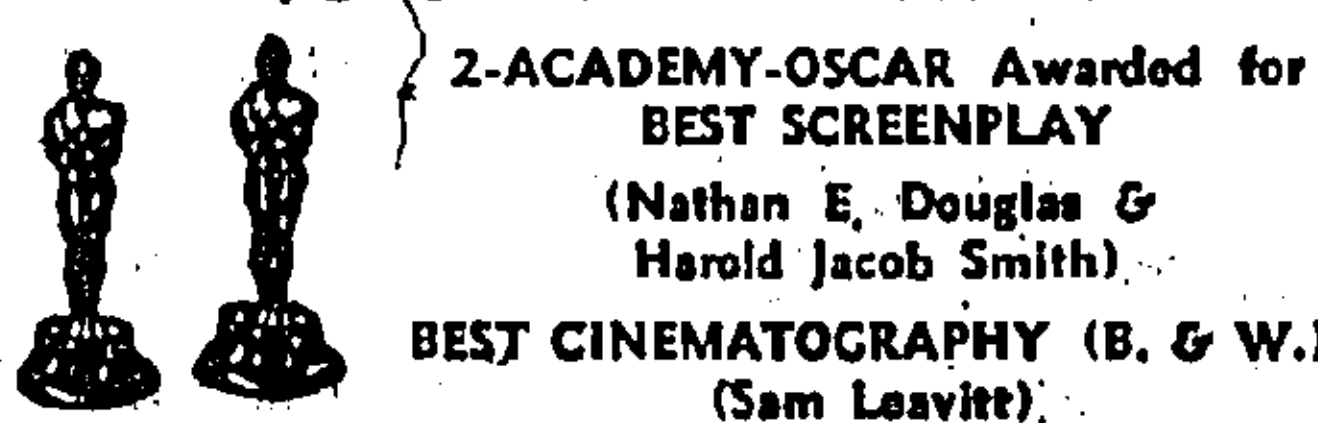 2-ACADEMY-OSCAR Awarded for
BEST SCREENPLAY
(Nathan E. Douglas &
Harold Jacob Smith)
BEST CINEMATOGRAPHY (B. & W.)
(Sam Leavitt)